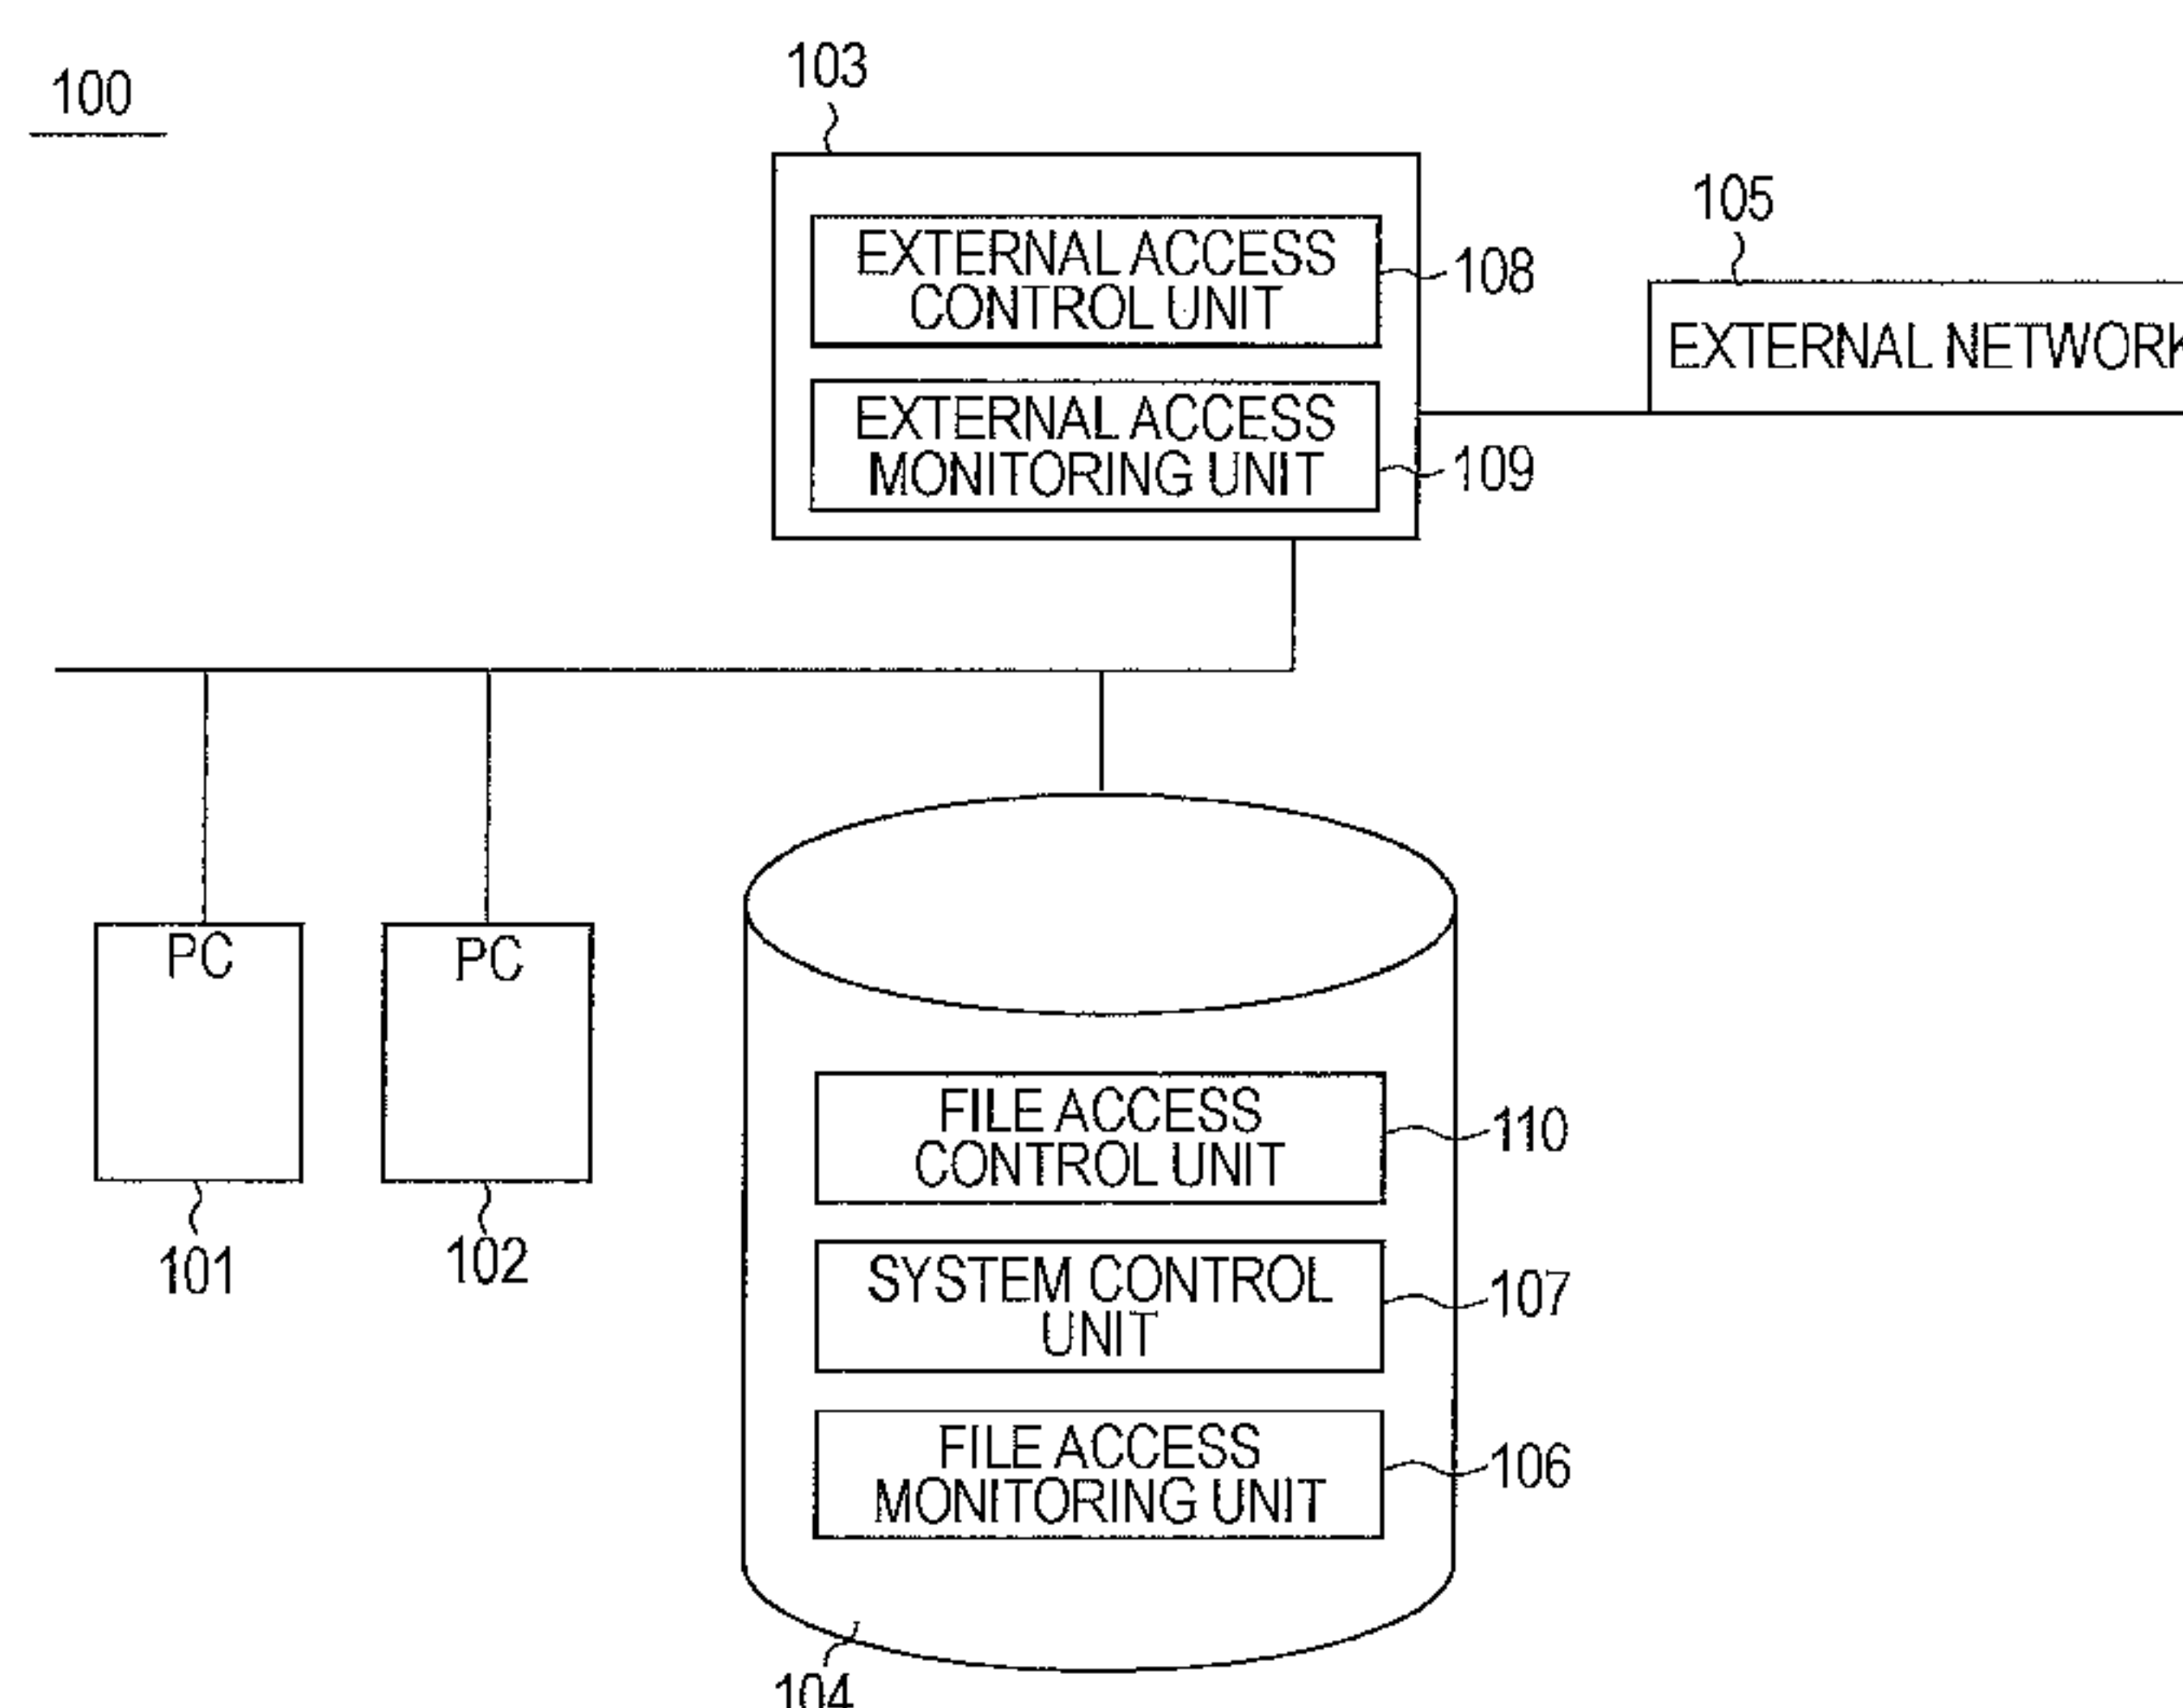 100
103
EXTERNAL ACCESS
CONTROL UNIT
108
EXTERNAL ACCESS
MONITORING UNIT
109
105
EXTERNAL NETWORK
PC
101
PC
102
FILE ACCESS
CONTROL UNIT
110
SYSTEM CONTROL
UNIT
107
FILE ACCESS
MONITORING UNIT
106
104